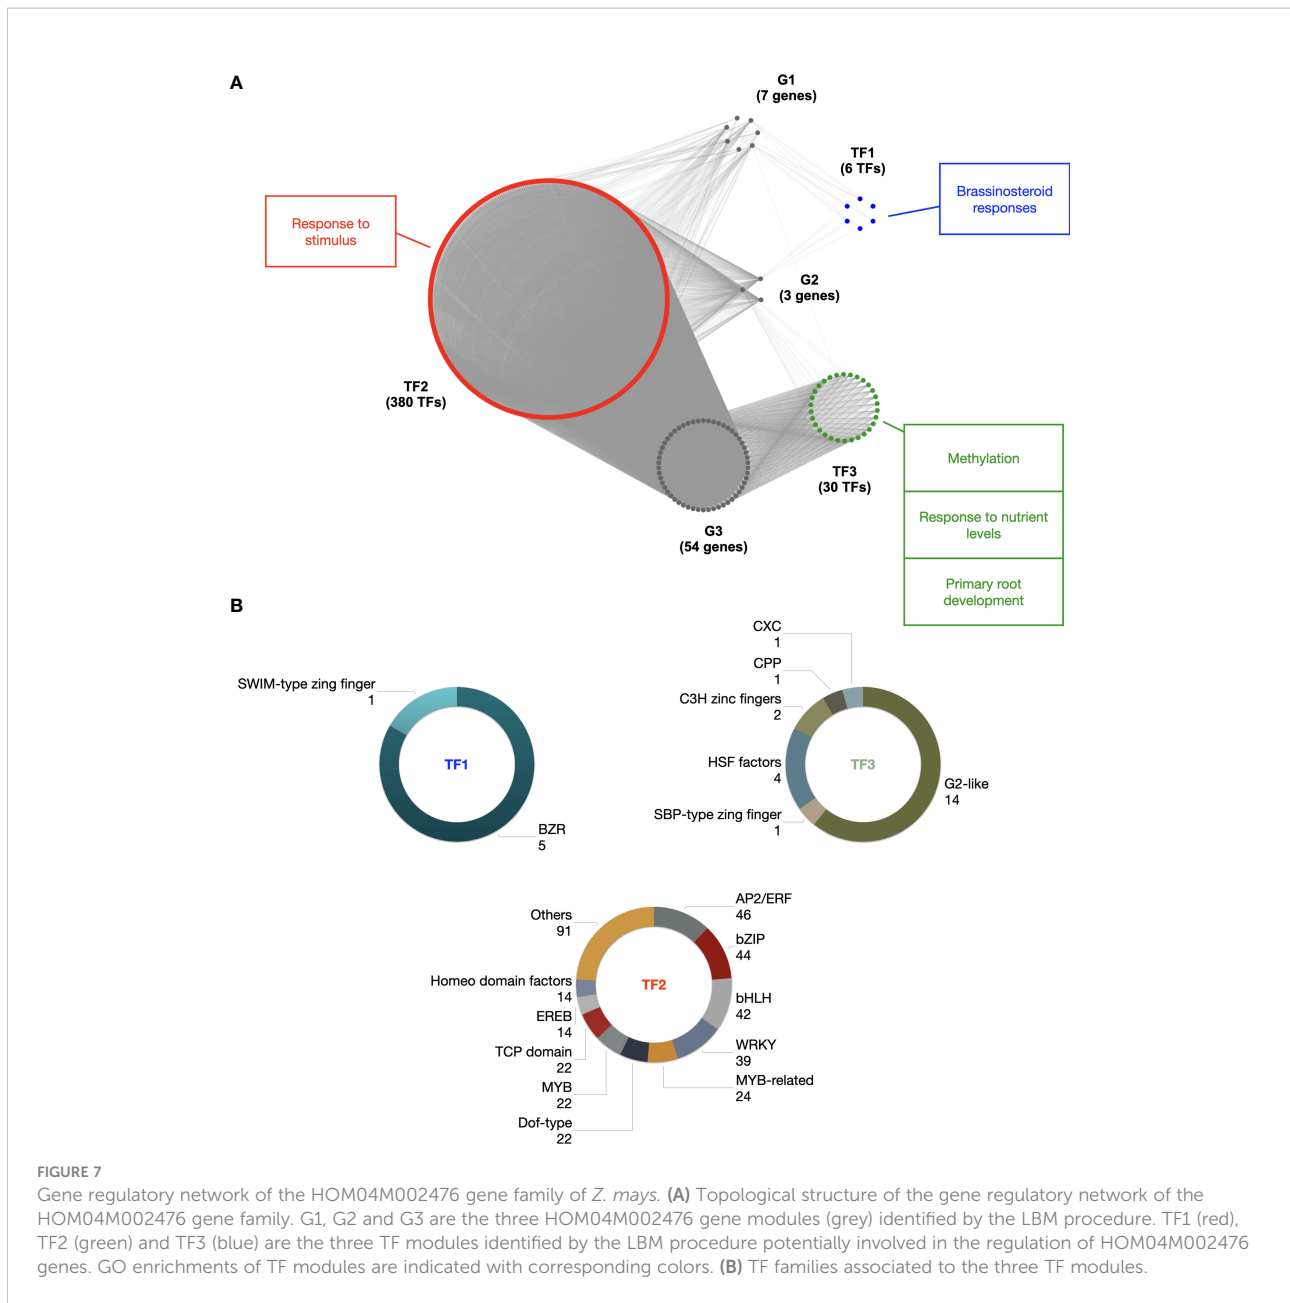 A
G1
(7 genes)
TF1
(6 TFs)
Brassinosteroid
responses
Response to
stimulus
G2
(3 genes)
TF2
(380 TFs)
TF3
(30 TFs)
Methylation
Response to nutrient
levels
Primary root
development
G3
(54 genes)
B
SWIM-type zing finger
1
TF1
BZR
5
CXC
1
CPP
1
C3H zinc fingers
2
HSF factors
4
SBP-type zing finger
1
TF3
G2-like
14
Others
91
Homeo domain factors
14
EREB
14
TCP domain
22
MYB
22
Dof-type
22
TF2
AP2/ERF
46
bZIP
44
bHLH
42
WRKY
39
MYB-related
24
FIGURE 7
Gene regulatory network of the HOM04M002476 gene family of Z. mays. (A) Topological structure of the gene regulatory network of the
HOM04M002476 gene family. G1, G2 and G3 are the three HOM04M002476 gene modules (grey) identified by the LBM procedure. TF1 (red),
TF2 (green) and TF3 (blue) are the three TF modules identified by the LBM procedure potentially involved in the regulation of HOM04M002476
genes. GO enrichments of TF modules are indicated with corresponding colors. (B) TF families associated to the three TF modules.